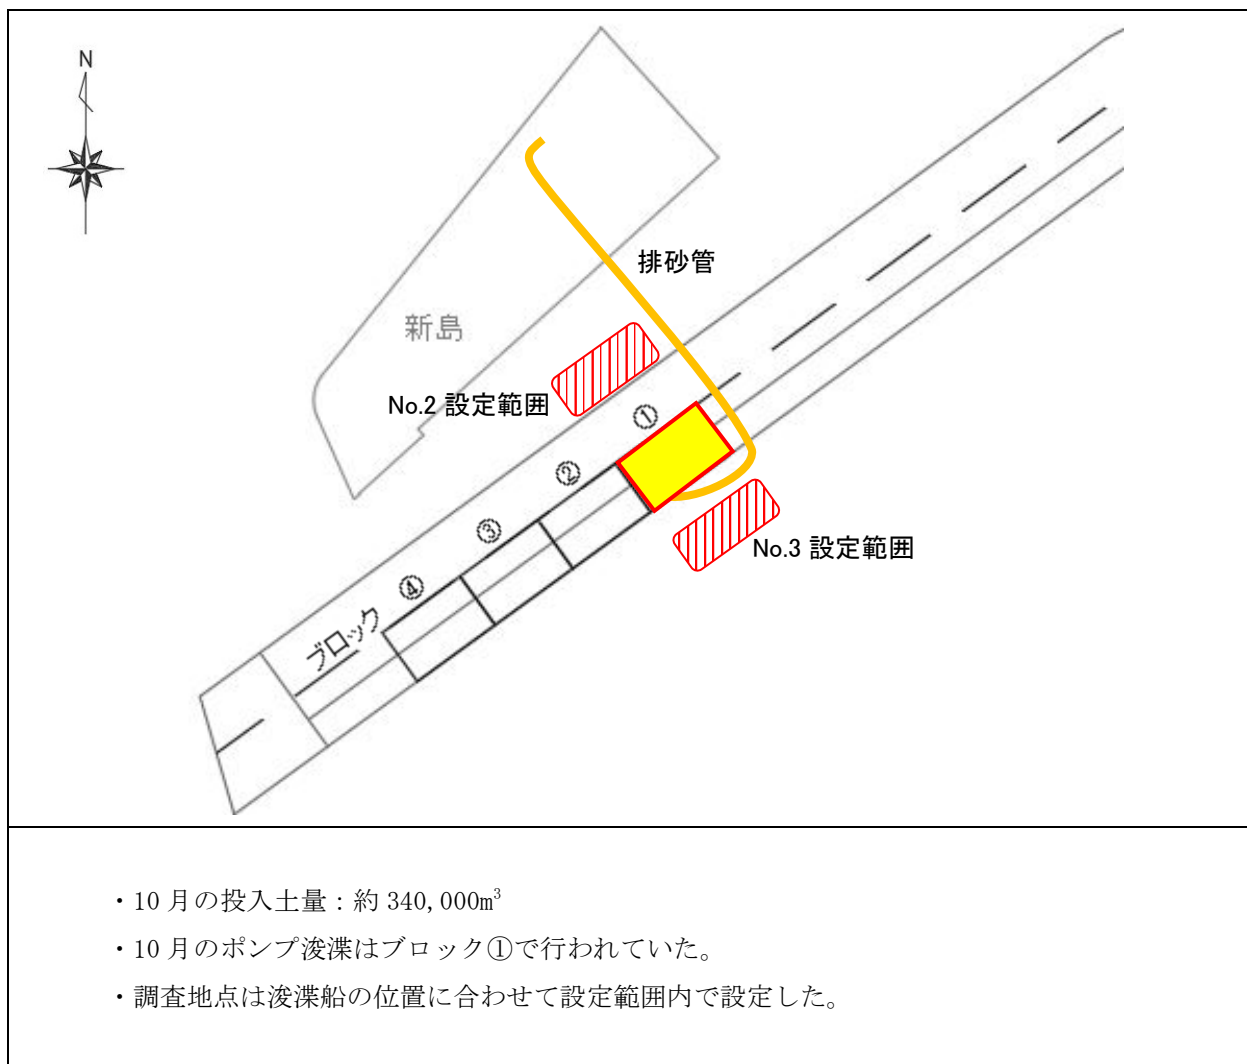 N
排砂管
新島
No.2 設定範囲
①
②
③
④
ブロック
No.3 設定範囲
・10 月の投入土量：約 340,000m³
・10 月のポンプ浚渫はブロック①で行われていた。
・調査地点は浚渫船の位置に合わせて設定範囲内で設定した。